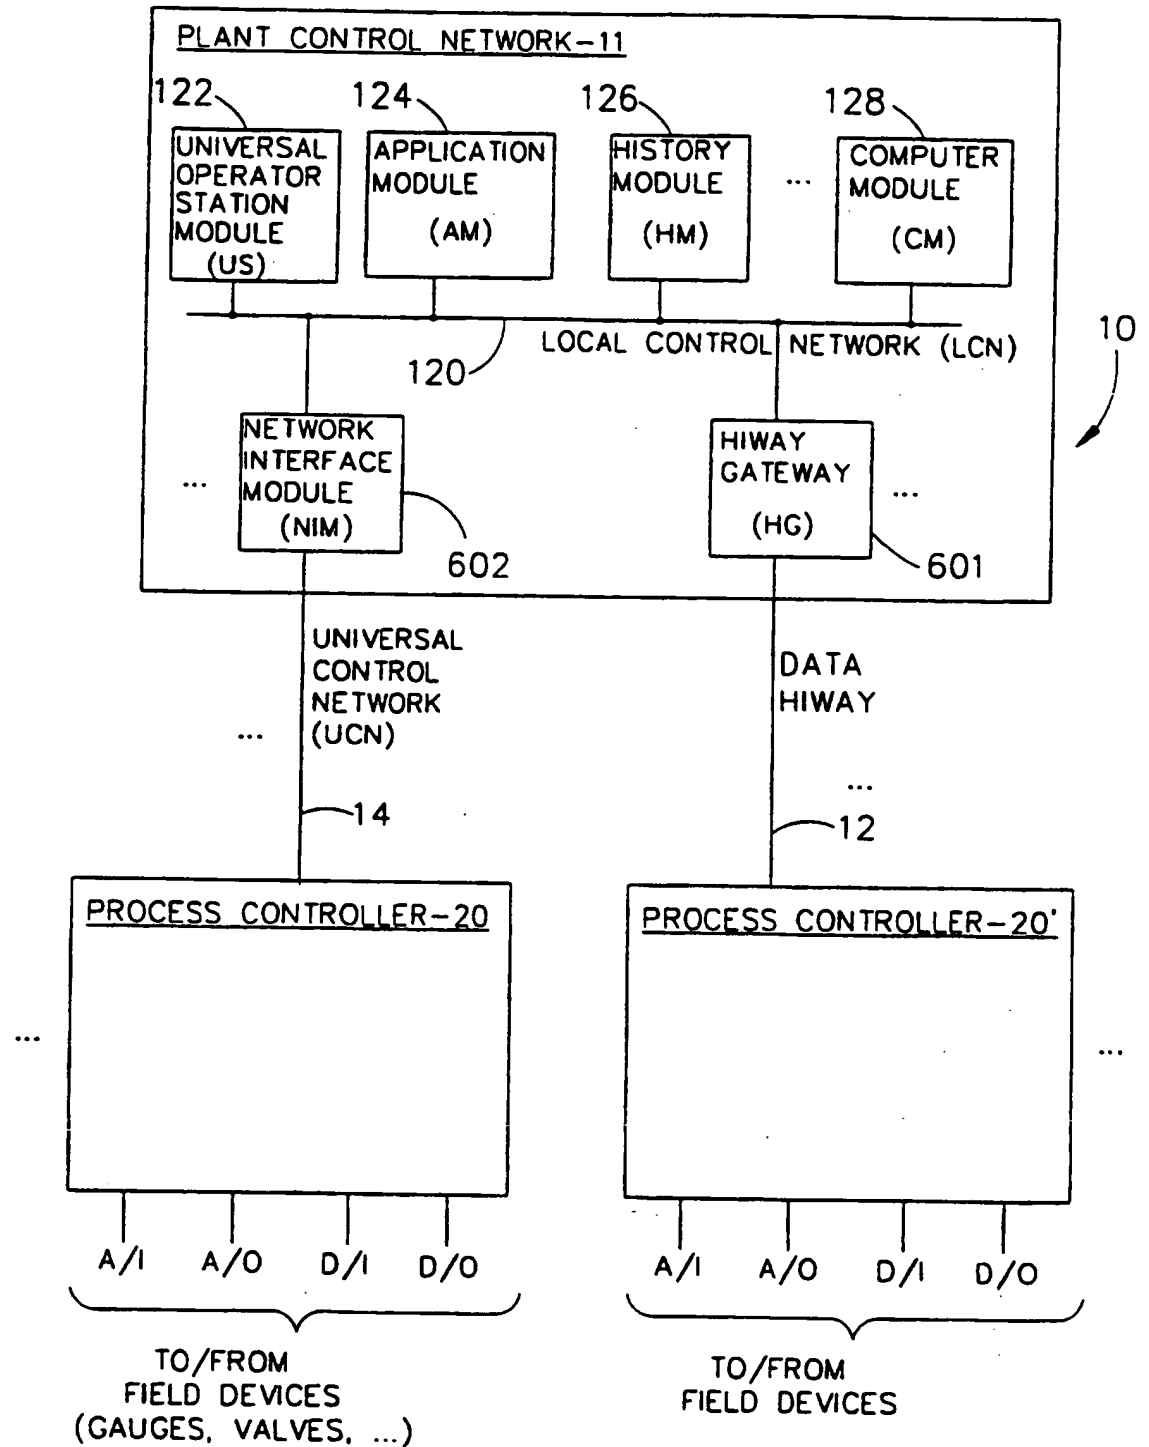 PLANT CONTROL NETWORK-11
122
124
126
128
UNIVERSAL
OPERATOR
STATION
MODULE
(US)
APPLICATION
MODULE
(AM)
HISTORY
MODULE
(HM)
...
COMPUTER
MODULE
(CM)
LOCAL CONTROL NETWORK (LCN)
120
10
...
NETWORK
INTERFACE
MODULE
(NIM)
602
HIWAY
GATEWAY
(HG)
...
601
UNIVERSAL
CONTROL
NETWORK
(UCN)
...
14
DATA
HIWAY
...
12
PROCESS CONTROLLER-20
PROCESS CONTROLLER-20'
...
...
A/I A/O D/I D/O
A/I A/O D/I D/O
TO/FROM
FIELD DEVICES
(GAUGES, VALVES, ...)
TO/FROM
FIELD DEVICES